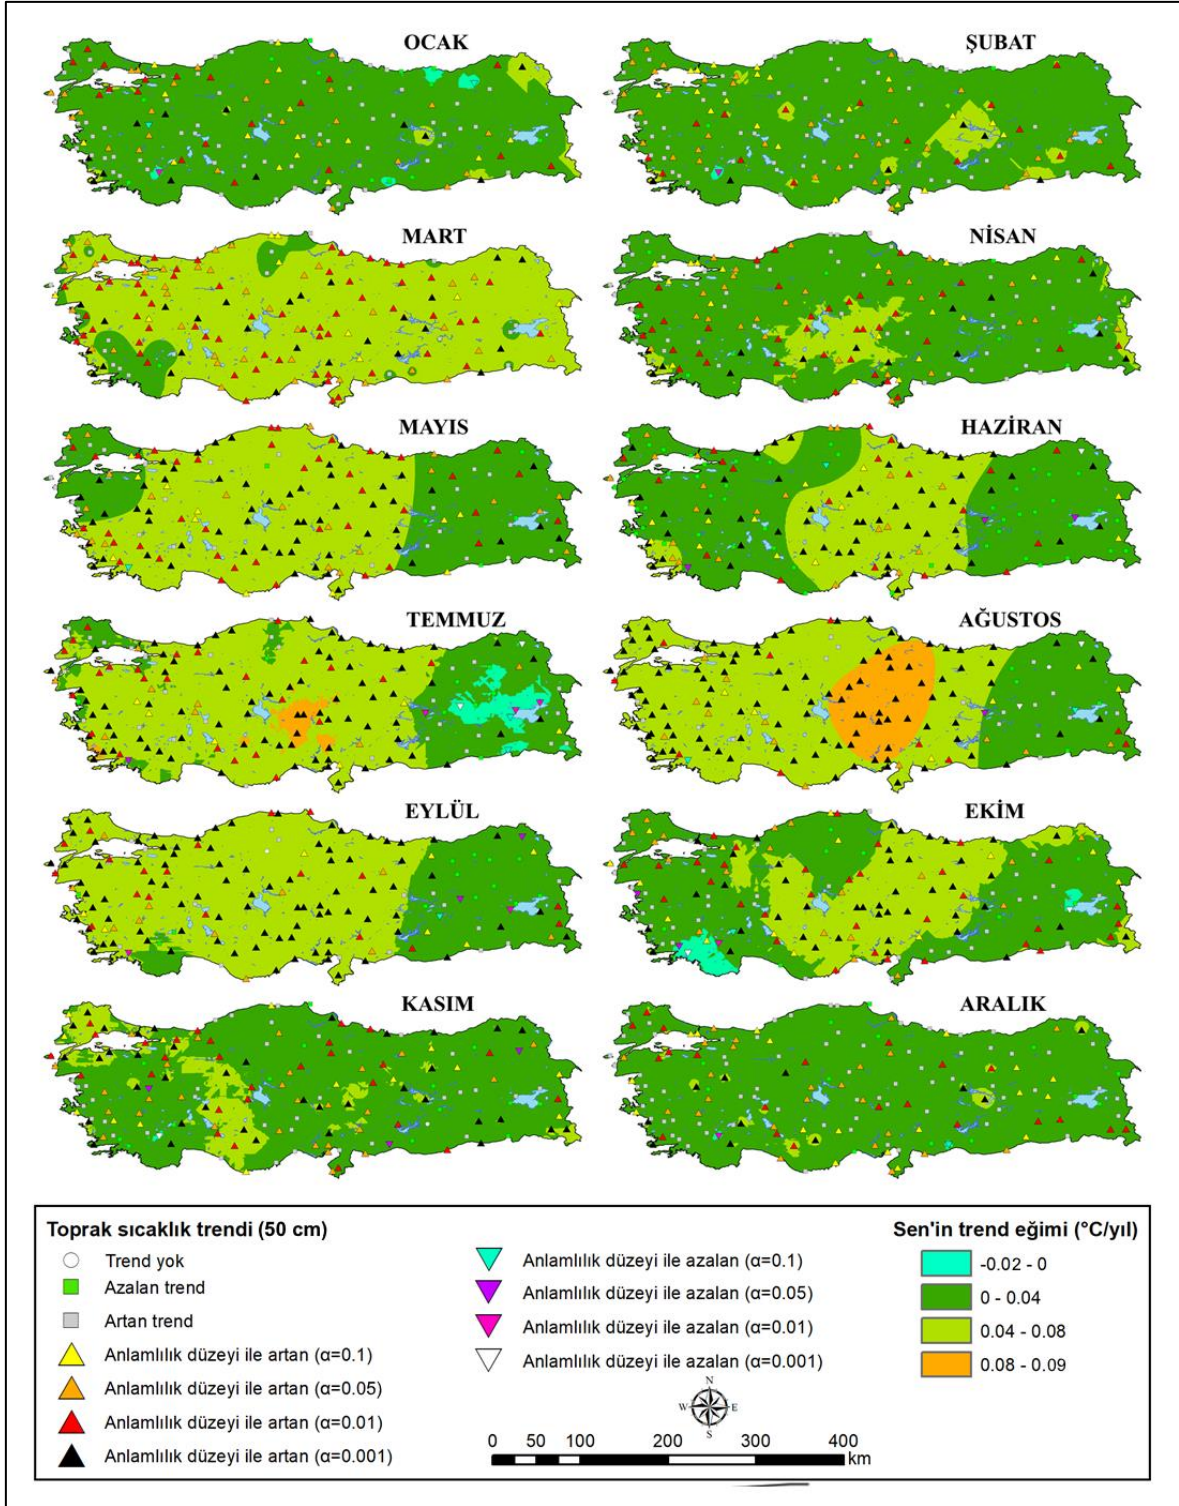 OCAK
ŞUBAT
MART
NİSAN
MAYIS
HAZİRAN
TEMMUZ
AĞUSTOS
EYLÜL
EKİM
KASIM
ARALIK
Toprak sıcaklık trendi (50 cm)
Trend yok
Azalan trend
Artan trend
Anlamlılık düzeyi ile artan (α=0.1)
Anlamlılık düzeyi ile artan (α=0.05)
Anlamlılık düzeyi ile artan (α=0.01)
Anlamlılık düzeyi ile artan (α=0.001)
Anlamlılık düzeyi ile azalan (α=0.1)
Anlamlılık düzeyi ile azalan (α=0.05)
Anlamlılık düzeyi ile azalan (α=0.01)
Anlamlılık düzeyi ile azalan (α=0.001)
N
W E
S
0 50 100 200 300 400
km
Sen'in trend eğimi (°C/yıl)
-0.02 - 0
0 - 0.04
0.04 - 0.08
0.08 - 0.09